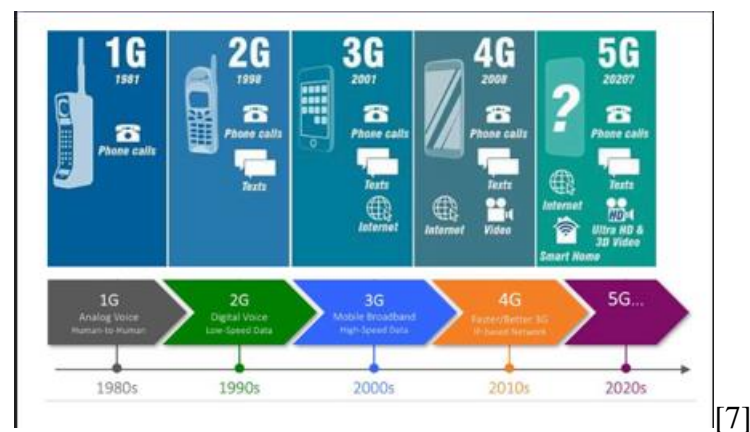 1G
1981
Phone calls
2G
1998
Phone calls
Texts
3G
2001
Phone calls
Texts
Internet
4G
2008
Phone calls
Texts
Internet
Video
5G
2020?
?
Phone calls
Texts
Internet
HD
Ultra HD &
3D Video
Smart Home
1G
Analog Voice
Human-to-Human
2G
Digital Voice
Low-Speed Data
3G
Mobile Broadband
High-Speed Data
4G
Faster/Better 3G
IP-based Network
5G...
1980s
1990s
2000s
2010s
2020s
[7]